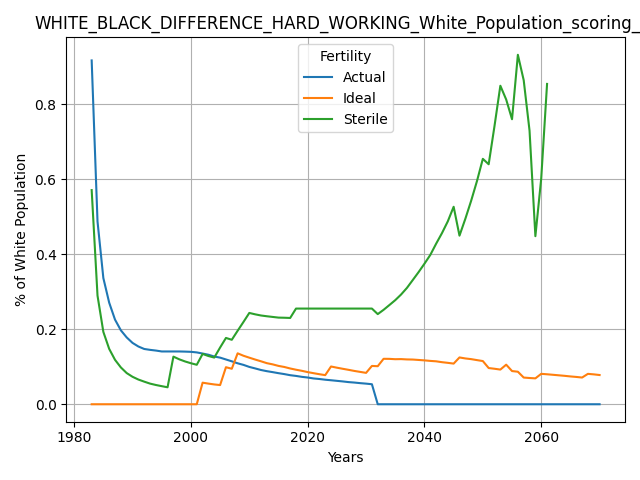 WHITE_BLACK_DIFFERENCE_HARD_WORKING_White_Population_scoring_
Fertility
Actual
Ideal
Sterile
% of White Population
0.8
0.6
0.4
0.2
0.0
1980 2000 2020 2040 2060
Years